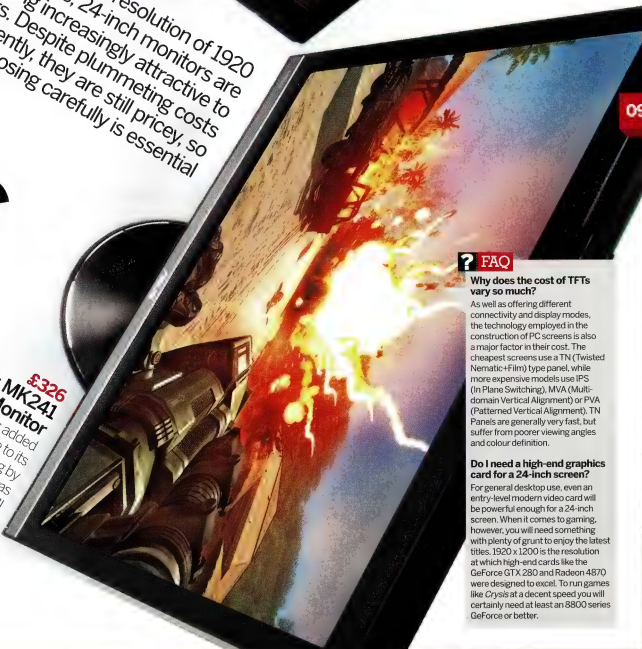 resolution of 1920
24-inch monitors are
increasingly attractive to
Despite plummeting costs
they are still pricey, so
carefully is essential
£326
MK241
Monitor
added
to its
by
as
? FAQ
Why does the cost of TFTs
vary so much?
As well as offering different
connectivity and display modes,
the technology employed in the
construction of PC screens is also
a major factor in their cost. The
cheapest screens use a TN (Twisted
Nematic+Film) type panel, while
more expensive models use IPS
(In Plane Switching), MVA (Multi-
domain Vertical Alignment) or PVA
(Patterned Vertical Alignment). TN
Panels are generally very fast, but
suffer from poorer viewing angles
and colour definition.
Do I need a high-end graphics
card for a 24-inch screen?
For general desktop use, even an
entry-level modern video card will
be powerful enough for a 24-inch
screen. When it comes to gaming,
however, you will need something
with plenty of grunt to enjoy the latest
titles. 1920 x 1200 is the resolution
at which high-end cards like the
GeForce GTX 280 and Radeon 4870
were designed to excel. To run games
like Crysis at a decent speed you will
certainly need at least an 8800 series
GeForce or better.